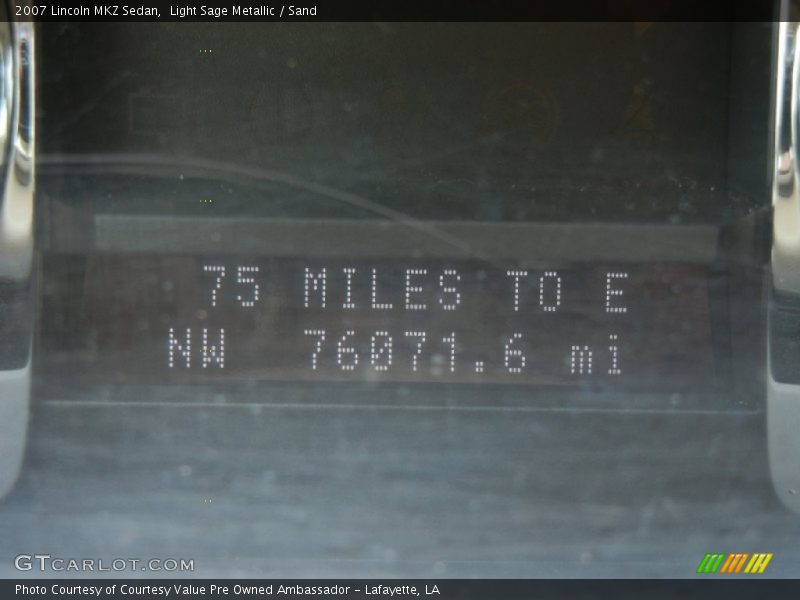 2007 Lincoln MKZ Sedan,  Light Sage Metallic / Sand
75 MILES TO E
NW 76071.6 mi
GTCARLOT.COM
Photo Courtesy of Courtesy Value Pre Owned Ambassador - Lafayette, LA